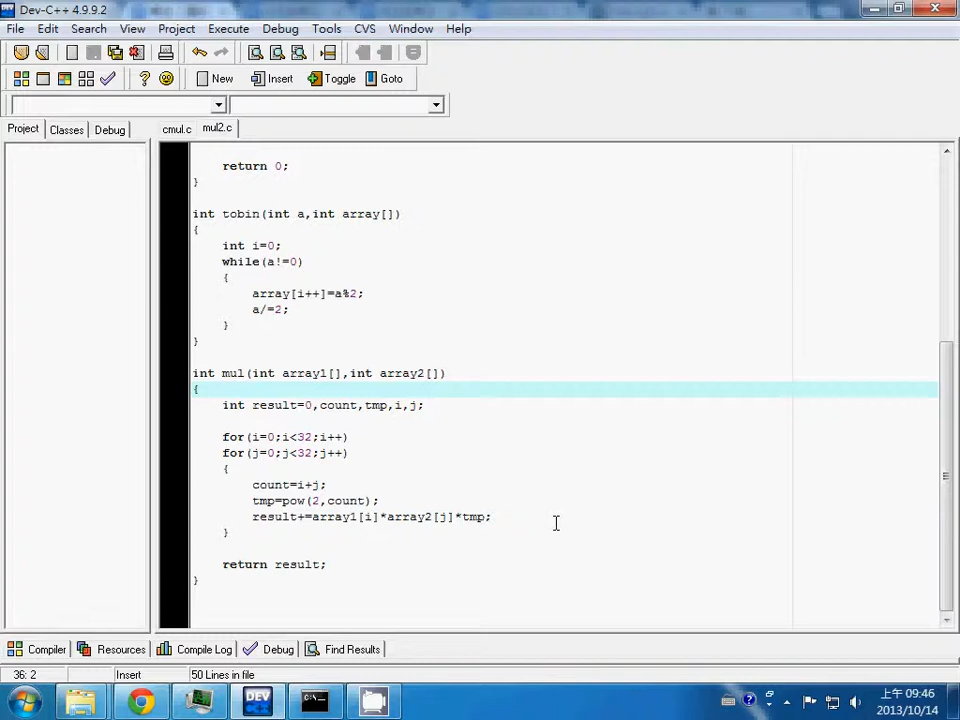 Dev-C++ 4.9.9.2
File Edit Search View Project Execute Debug Tools CVS Window Help
New Insert Toggle Goto
Project Classes Debug cmul.c mul2.c
return 0;
}
int tobin(int a,int array[])
{
int i=0;
while(a!=0)
{
array[i++]=a%2;
a/=2;
}
}
int mul(int array1[],int array2[])
{
int result=0,count,tmp,i,j;
for(i=0;i<32;i++)
for(j=0;j<32;j++)
{
count=i+j;
tmp=pow(2,count);
result+=array1[i]*array2[j]*tmp;
}
return result;
}
Compiler Resources Compile Log Debug Find Results
36: 2 Insert 50 Lines in file
DEV C++
上午 09:46
2013/10/14